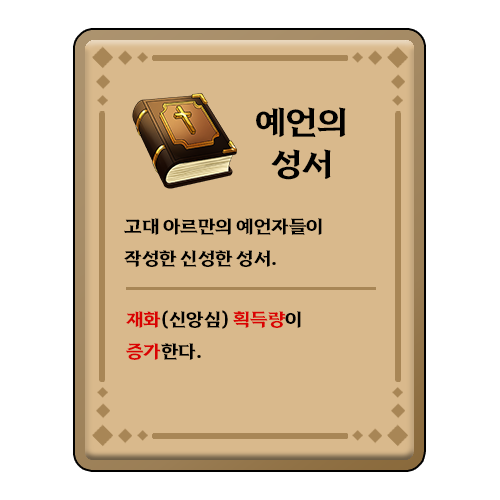 예언의
성서
고대 아르만의 예언자들이
작성한 신성한 성서.
재화(신앙심) 획득량이
증가한다.